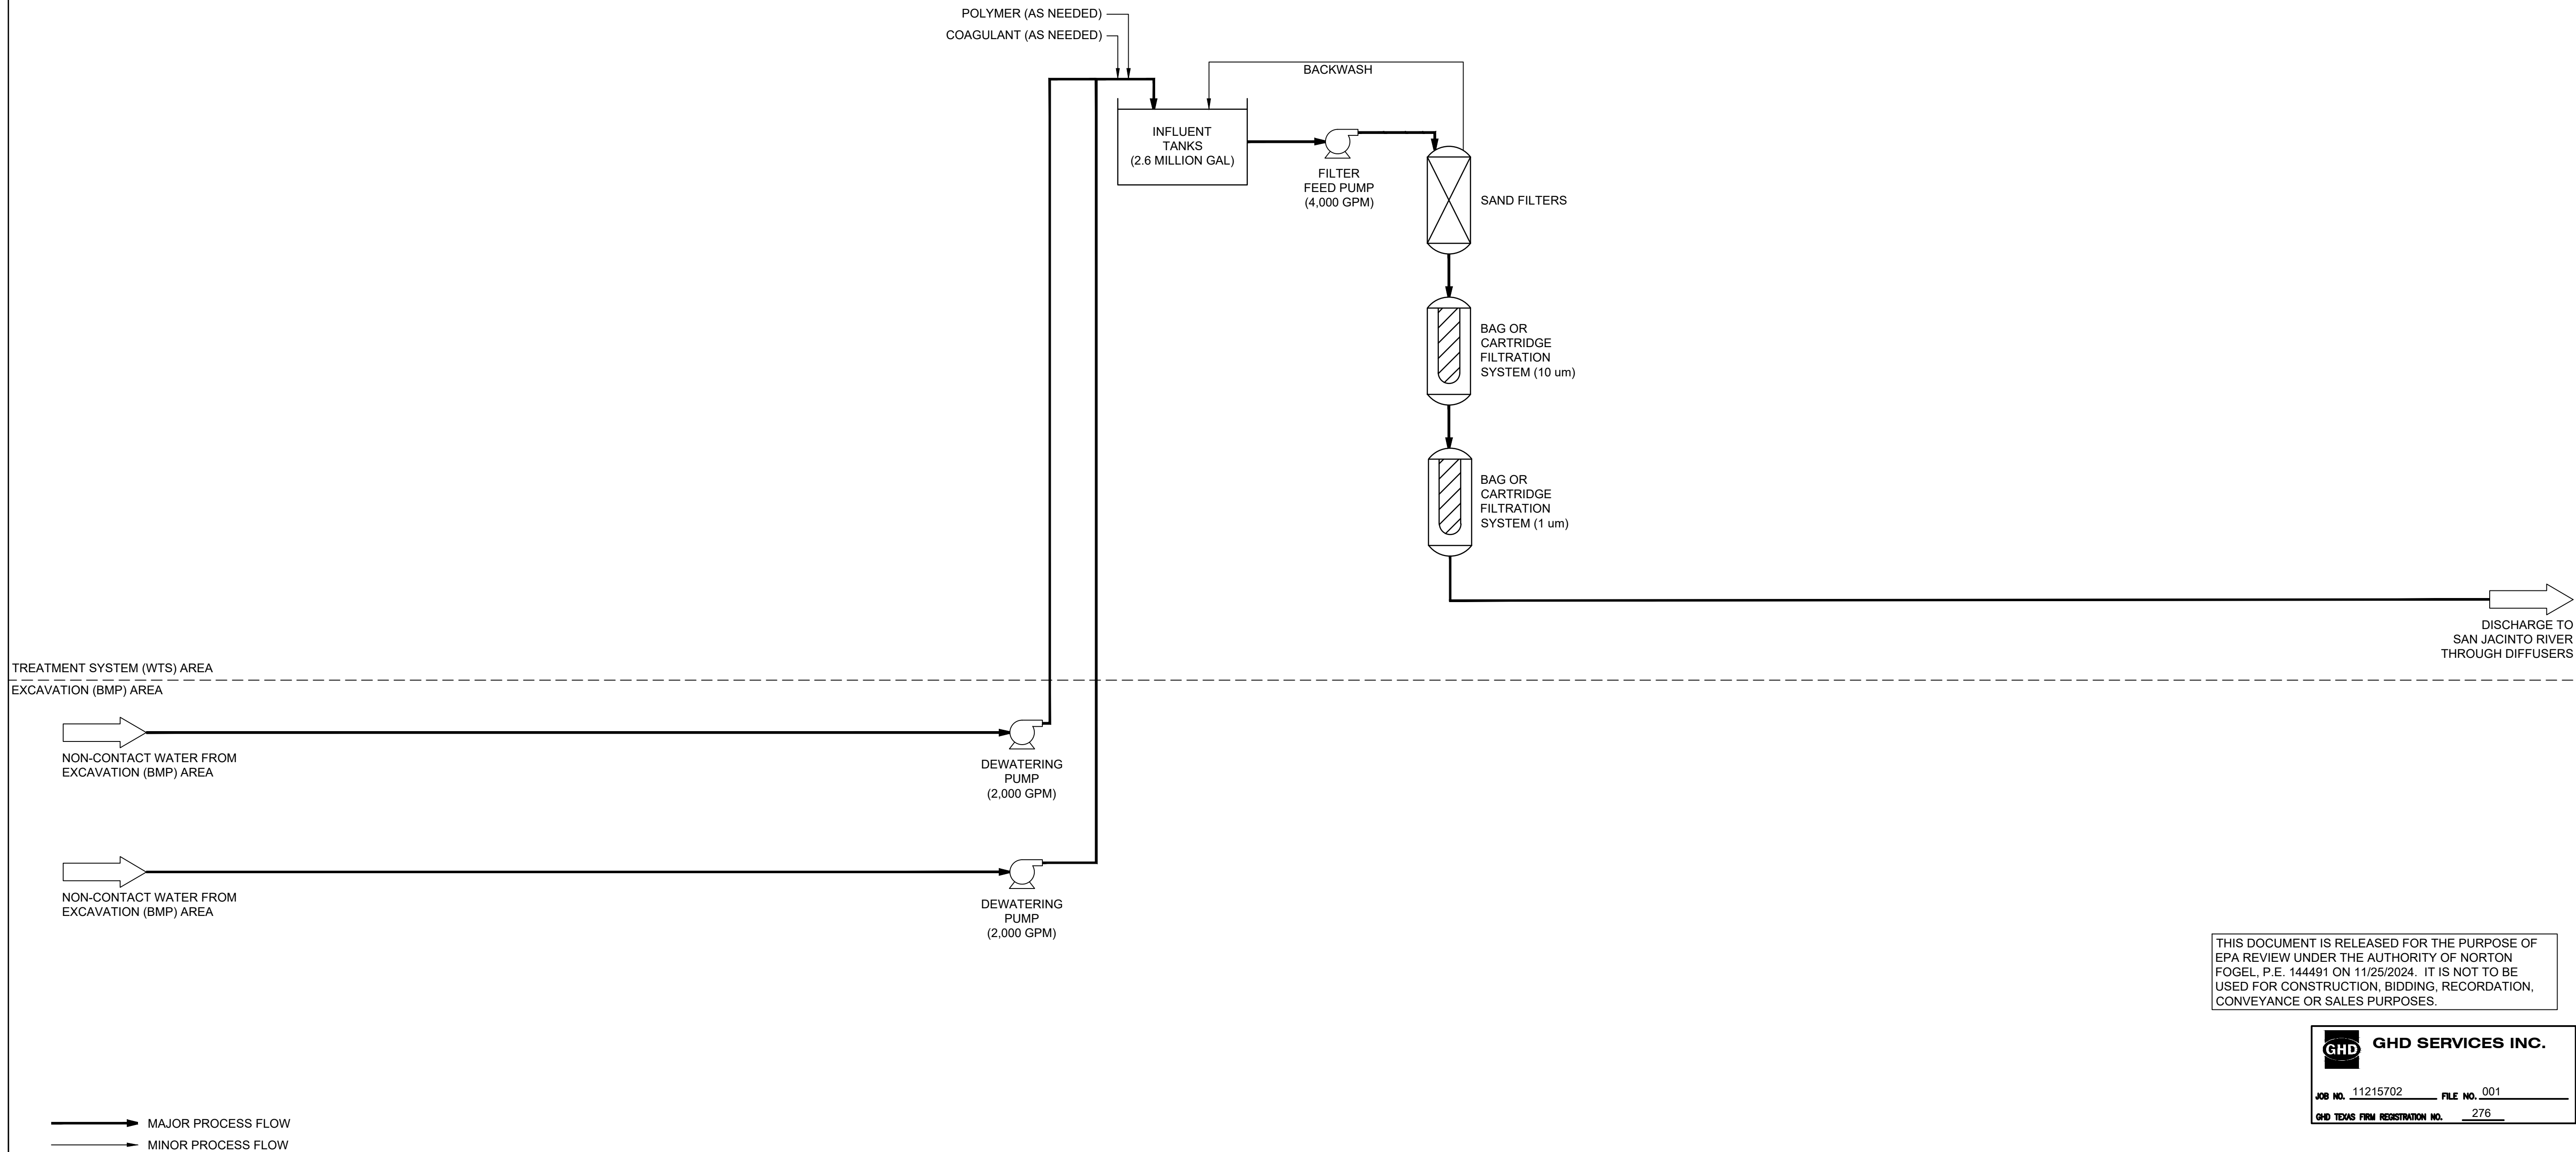 POLYMER (AS NEEDED)
COAGULANT (AS NEEDED)
BACKWASH
INFLUENT
TANKS
(2.6 MILLION GAL)
FILTER
FEED PUMP
(4,000 GPM)
SAND FILTERS
BAG OR
CARTRIDGE
FILTRATION
SYSTEM (10 um)
BAG OR
CARTRIDGE
FILTRATION
SYSTEM (1 um)
DISCHARGE TO
SAN JACINTO RIVER
THROUGH DIFFUSERS
TREATMENT SYSTEM (WTS) AREA
EXCAVATION (BMP) AREA
NON-CONTACT WATER FROM
EXCAVATION (BMP) AREA
DEWATERING
PUMP
(2,000 GPM)
NON-CONTACT WATER FROM
EXCAVATION (BMP) AREA
DEWATERING
PUMP
(2,000 GPM)
THIS DOCUMENT IS RELEASED FOR THE PURPOSE OF
EPA REVIEW UNDER THE AUTHORITY OF NORTON
FOGEL, P.E. 144491 ON 11/25/2024.  IT IS NOT TO BE
USED FOR CONSTRUCTION, BIDDING, RECORDATION,
CONVEYANCE OR SALES PURPOSES.
GHD GHD SERVICES INC.
JOB NO. 11215702 FILE NO. 001
GHD TEXAS FIRM REGISTRATION NO. 276
MAJOR PROCESS FLOW
MINOR PROCESS FLOW